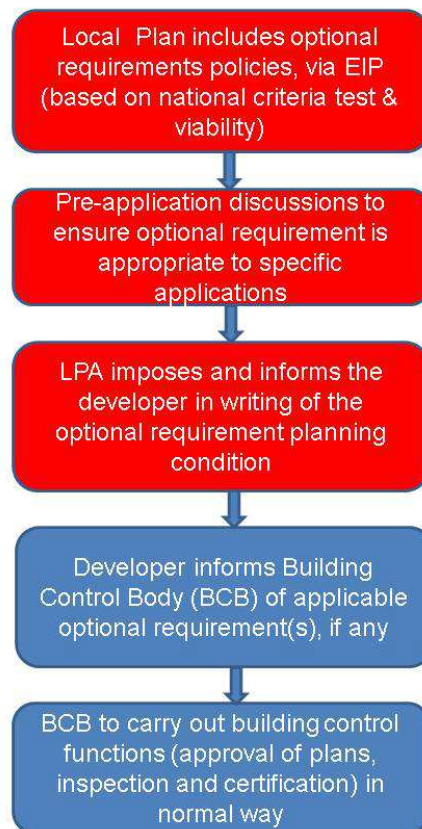 Local Plan includes optional
requirements policies, via EIP
(based on national criteria test &
viability)
Pre-application discussions to
ensure optional requirement is
appropriate to specific
applications
LPA imposes and informs the
developer in writing of the
optional requirement planning
condition
Developer informs Building
Control Body (BCB) of applicable
optional requirement(s), if any
BCB to carry out building control
functions (approval of plans,
inspection and certification) in
normal way